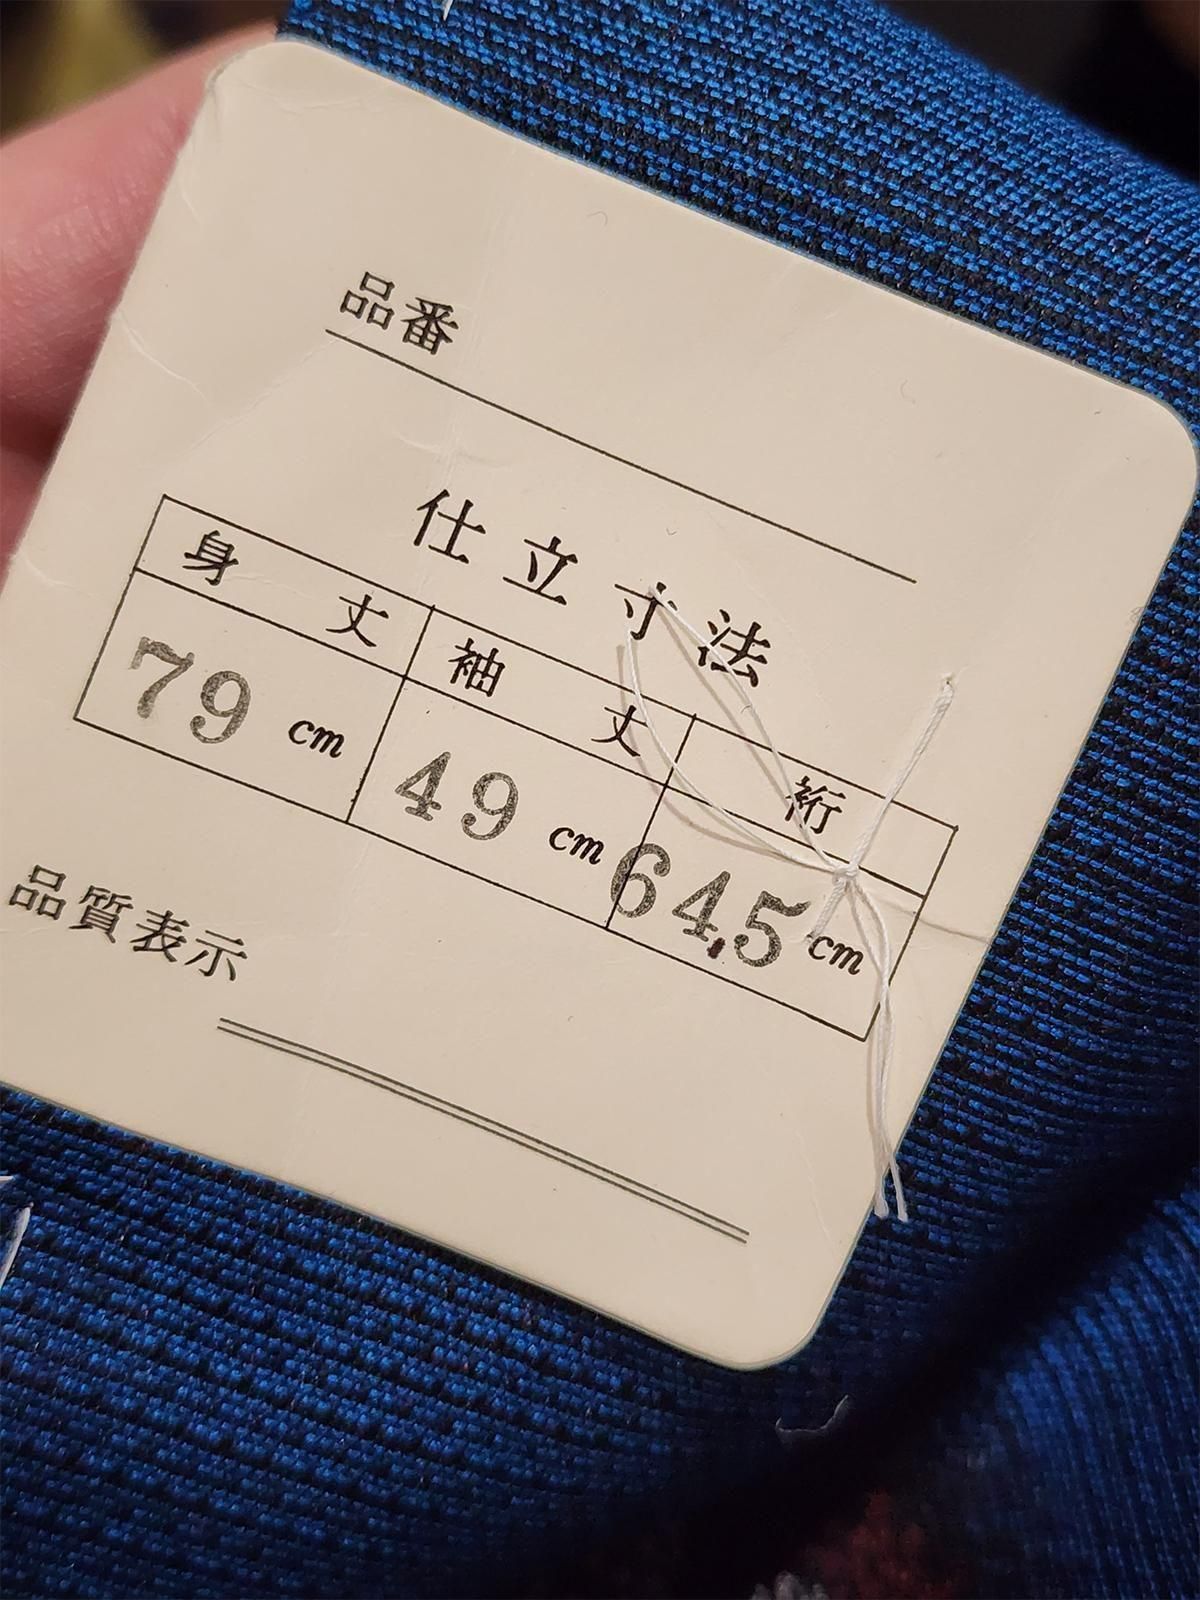 品番
仕立寸法
身丈 袖丈 裄
79 cm 49 cm 64.5 cm
品質表示